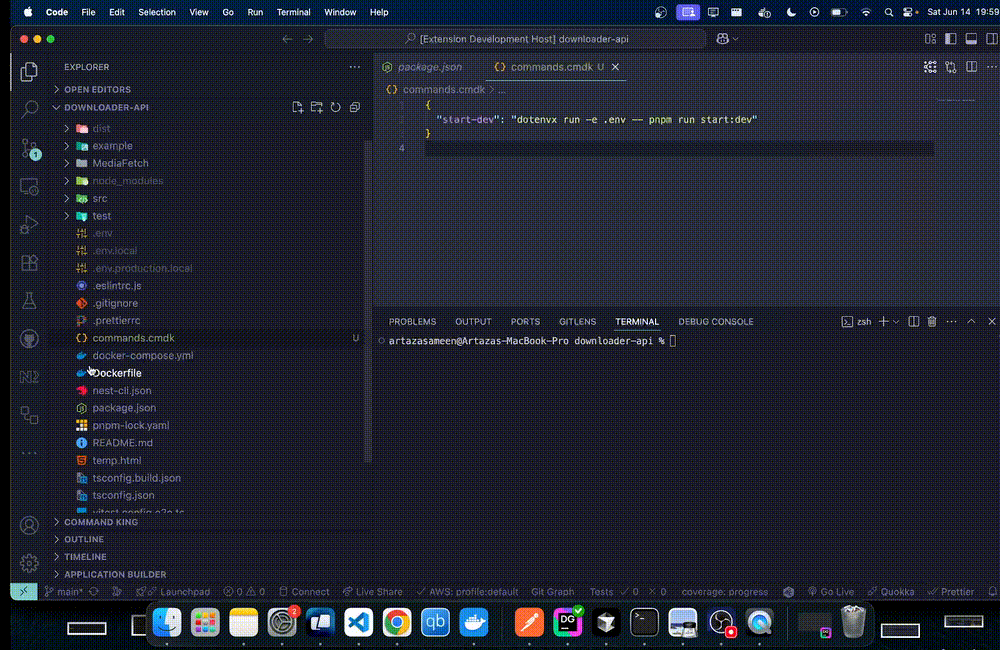 Code File Edit Selection View Go Run Terminal Window Help Sat Jun 14 19:59
[Extension Development Host] downloader-api
EXPLORER
OPEN EDITORS
DOWNLOADER-API
dist
example
MediaFetch
node_modules
src
test
.env
.env.local
.env.production.local
.eslintrc.js
.gitignore
.prettierrc
commands.cmdk U
docker-compose.yml
Dockerfile
nest-cli.json
package.json
pnpm-lock.yaml
README.md
temp.html
tsconfig.build.json
tsconfig.json
vitest.config.e2e.ts
COMMAND KING
OUTLINE
TIMELINE
APPLICATION BUILDER
package.json commands.cmdk U
commands.cmdk > ...
1 {
2 "start-dev": "dotenvx run -e .env -- pnpm run start:dev"
3 }
4
PROBLEMS OUTPUT PORTS GITLENS TERMINAL DEBUG CONSOLE zsh
artazasameen@Artazas-MacBook-Pro downloader-api %
main* Launchpad 0 0 Connect Live Share AWS: profile:default Git Graph Tests 0 0 coverage: progress Go Live Quokka Prettier
1
2
qb
DG